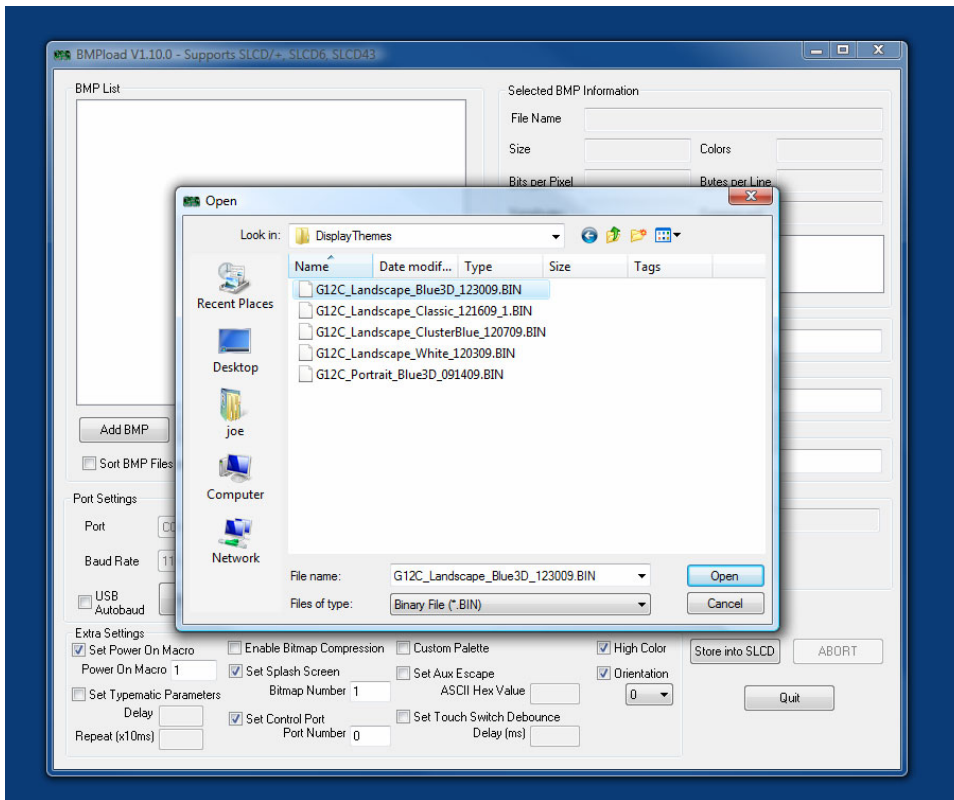 BMPload V1.10.0 - Supports SLCD/+, SLCD6, SLCD43
BMP List
Selected BMP Information
File Name
Size
Colors
Bits per Pixel
Bytes per Line
Open
Look in:
DisplayThemes
Name Date modif... Type Size Tags
Recent Places
Desktop
joe
Computer
Network
G12C_Landscape_Blue3D_123009.BIN
G12C_Landscape_Classic_121609_1.BIN
G12C_Landscape_ClusterBlue_120709.BIN
G12C_Landscape_White_120309.BIN
G12C_Portrait_Blue3D_091409.BIN
File name: G12C_Landscape_Blue3D_123009.BIN Open
Files of type: Binary File (*.BIN) Cancel
Add BMP
Sort BMP Files
Port Settings
Port CO
Baud Rate 11
USB
Autobaud
Extra Settings
Set Power On Macro
Power On Macro 1
Set Typematic Parameters
Delay
Repeat (x10ms)
Enable Bitmap Compression
Set Splash Screen
Bitmap Number 1
Set Control Port
Port Number 0
Custom Palette
Set Aux Escape
ASCII Hex Value
Set Touch Switch Debounce
Delay (ms)
High Color
Orientation
0
Store into SLCD
ABORT
Quit